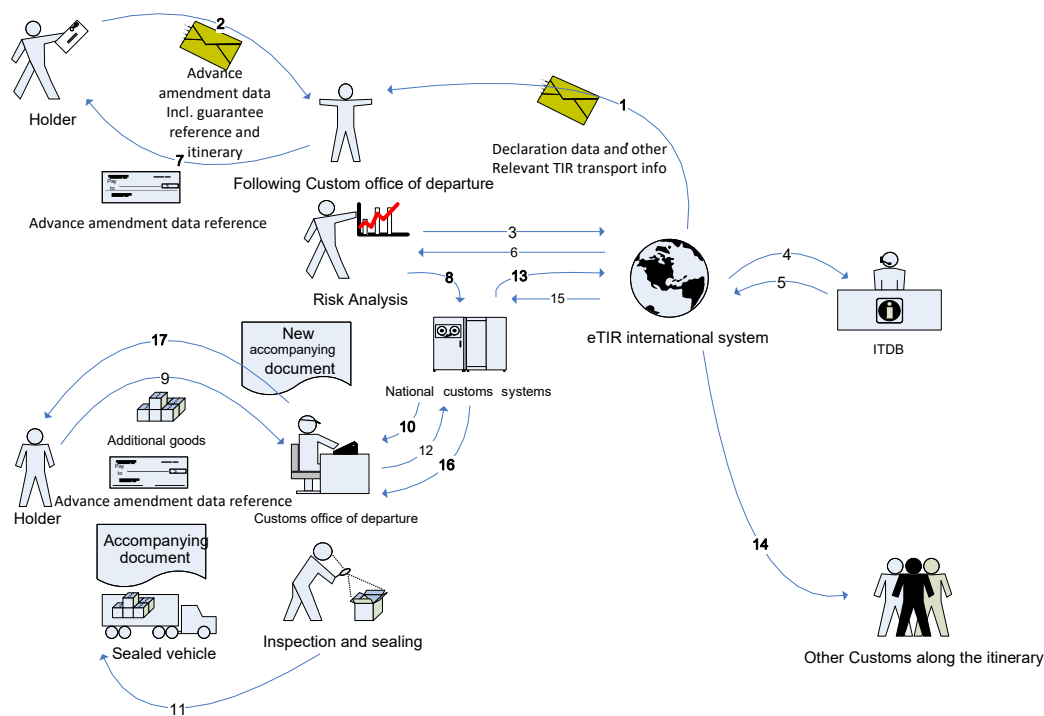 2
Advance
amendment data
Incl. guarantee
reference and
itinerary
Holder
1
Declaration data and other
Relevant TIR transport info
7
Pay
to
Advance amendment data reference
Following Custom office of departure
3
6
Risk Analysis
8
13
15
4
5
eTIR international system
ITDB
17
New
accompanying
document
National customs systems
9
Additional goods
10
12
16
Pay
to
Holder
Advance amendment data reference
Customs office of departure
Accompanying
document
14
Sealed vehicle
Inspection and sealing
Other Customs along the itinerary
11